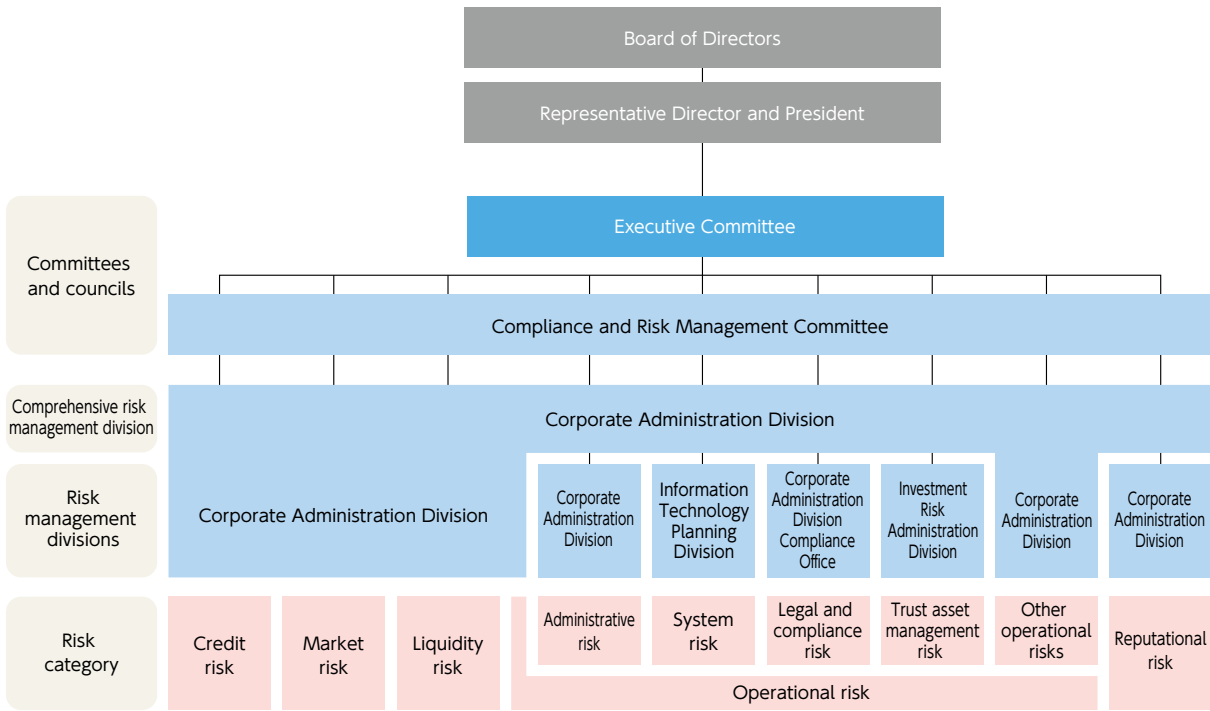 Board of Directors
Representative Director and President
Executive Committee
Committees
and councils
Compliance and Risk Management Committee
Comprehensive risk
management division
Corporate Administration Division
Risk
management
divisions
Corporate Administration Division
Corporate
Administration
Division
Information
Technology
Planning
Division
Corporate
Administration
Division
Compliance
Office
Investment
Risk
Administration
Division
Corporate
Administration
Division
Corporate
Administration
Division
Risk
category
Credit
risk
Market
risk
Liquidity
risk
Administrative
risk
System
risk
Legal and
compliance
risk
Trust asset
management
risk
Other
operational
risks
Reputational
risk
Operational risk